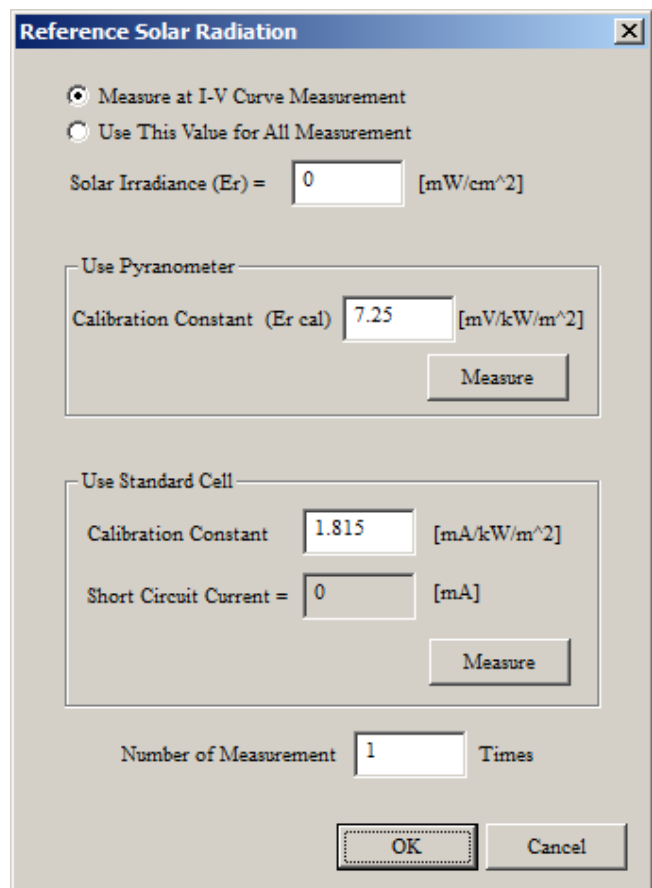 Reference Solar Radiation
Measure at I-V Curve Measurement
Use This Value for All Measurement
Solar Irradiance (Er) = 0 [mW/cm^2]
Use Pyranometer
Calibration Constant (Er cal) 7.25 [mV/kW/m^2]
Measure
Use Standard Cell
Calibration Constant 1.815 [mA/kW/m^2]
Short Circuit Current = 0 [mA]
Measure
Number of Measurement 1 Times
OK Cancel